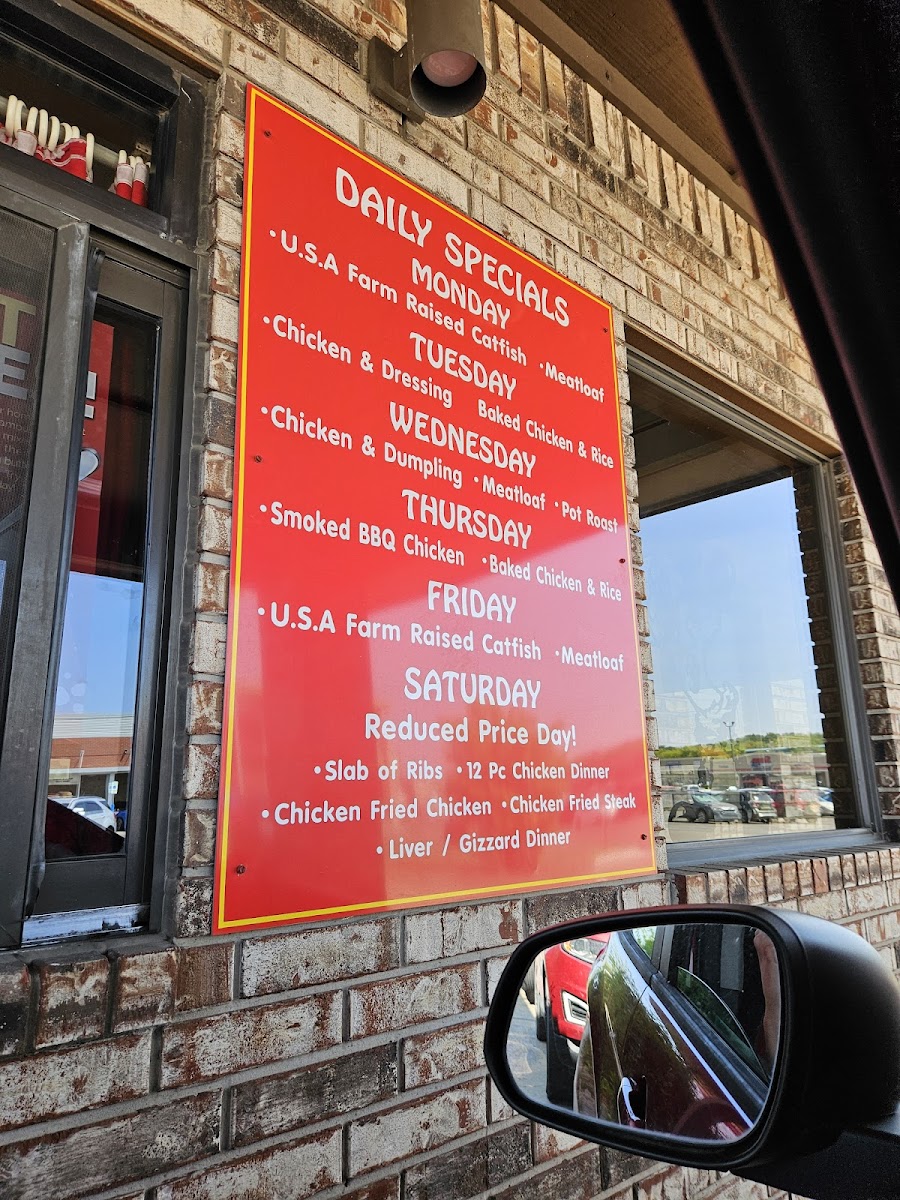 DAILY SPECIALS
MONDAY
•U.S.A Farm Raised Catfish •Meatloaf
TUESDAY
•Chicken & Dressing Baked Chicken & Rice
WEDNESDAY
•Chicken & Dumpling •Meatloaf •Pot Roast
THURSDAY
•Smoked BBQ Chicken •Baked Chicken & Rice
FRIDAY
•U.S.A Farm Raised Catfish •Meatloaf
SATURDAY
Reduced Price Day!
•Slab of Ribs •12 Pc Chicken Dinner
•Chicken Fried Chicken •Chicken Fried Steak
•Liver / Gizzard Dinner